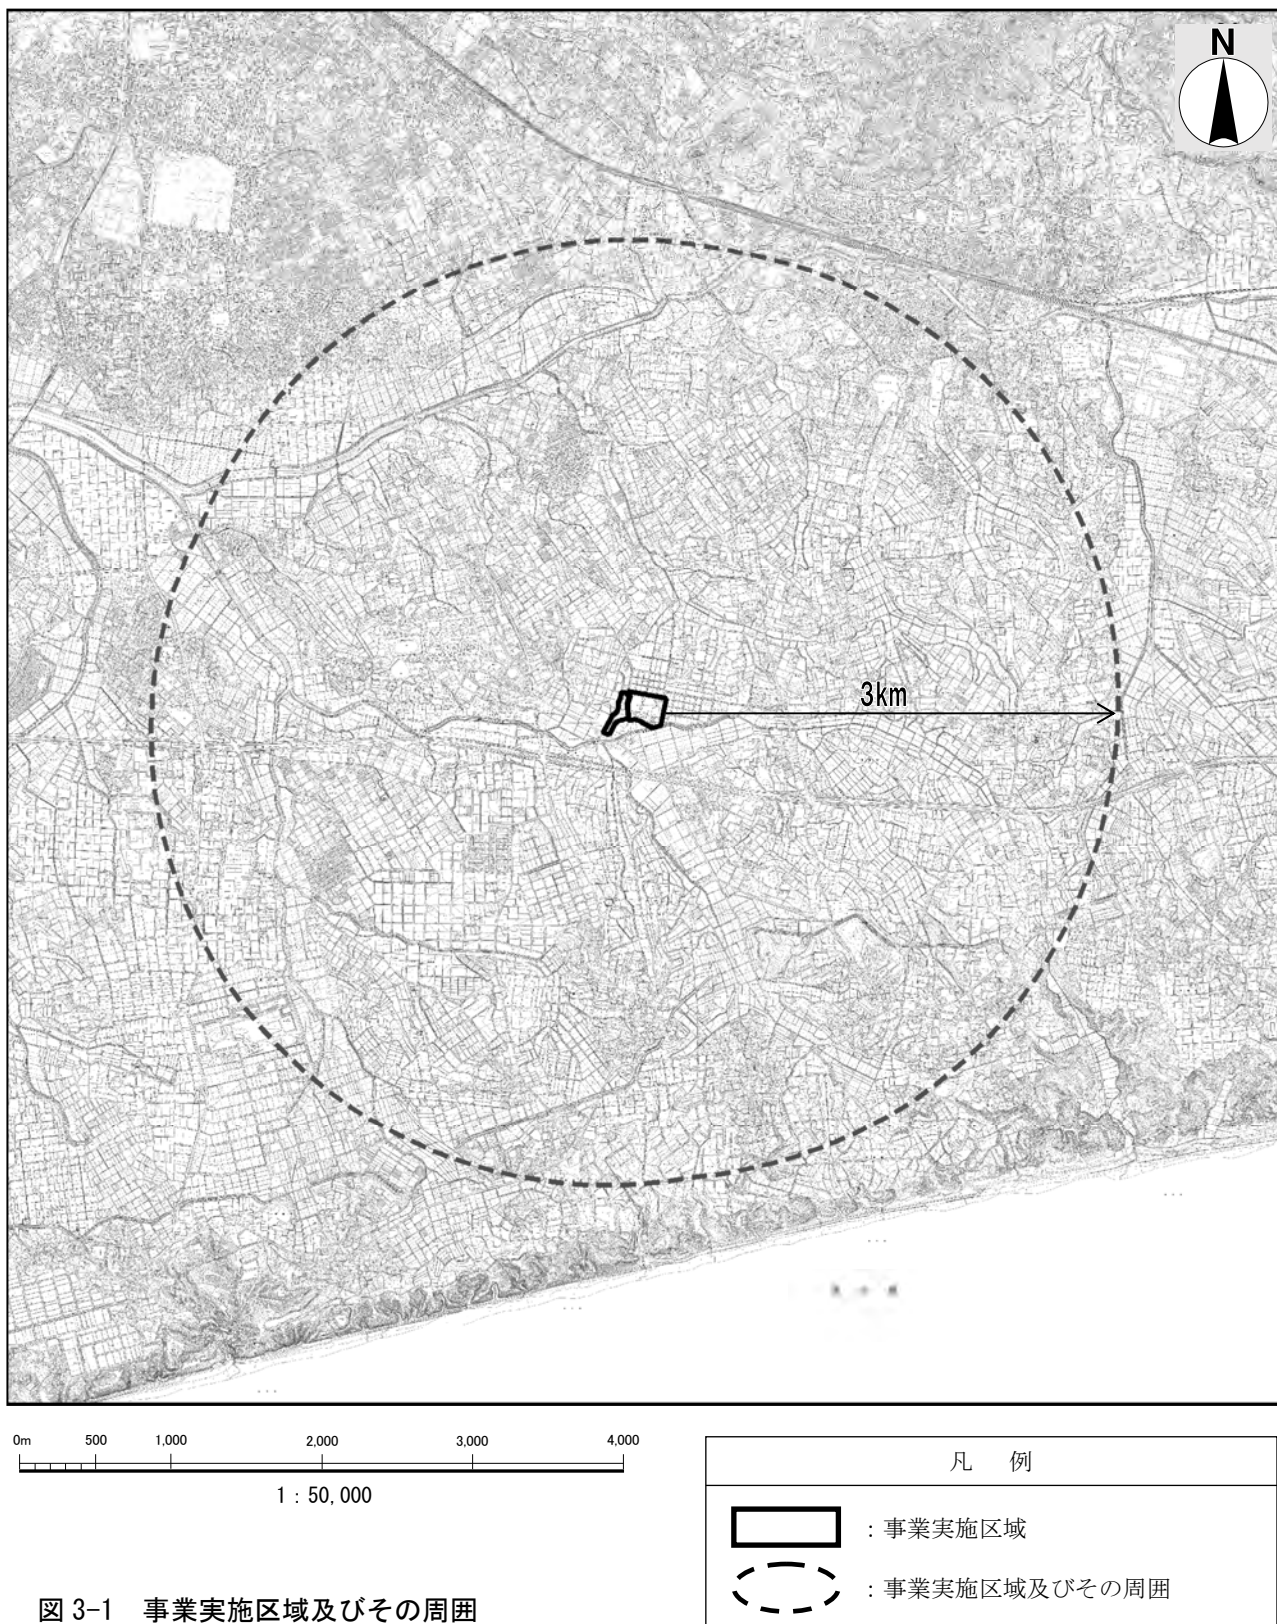 N
3km
0m 500 1,000 2,000 3,000 4,000
1 : 50,000
凡 例
: 事業実施区域
: 事業実施区域及びその周囲
図 3-1 事業実施区域及びその周囲